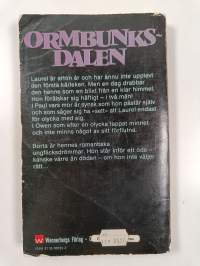 ORMBUNKS-
DALEN
Laurel är arton år och har ännu inte upplevt
den första kärleken. Men en dag drabbar
den henne som en blixt från en klar himmel.
Hon förälskar sig häftigt – i två män!
I Paul vars mor är synsk som hon påstår själv
och som säger sig ha »sett» att Laurel endast
för olycka med sig.
I Owen som efter en olycka tappat minnet
och inte minns något av sitt förflutna.
Borta är hennes romantiska
ungflicksdrömmar. Hon står inför ett öde
kanske värre än döden – om hon inte väljer
rätt...
Wennerbergs Förlag